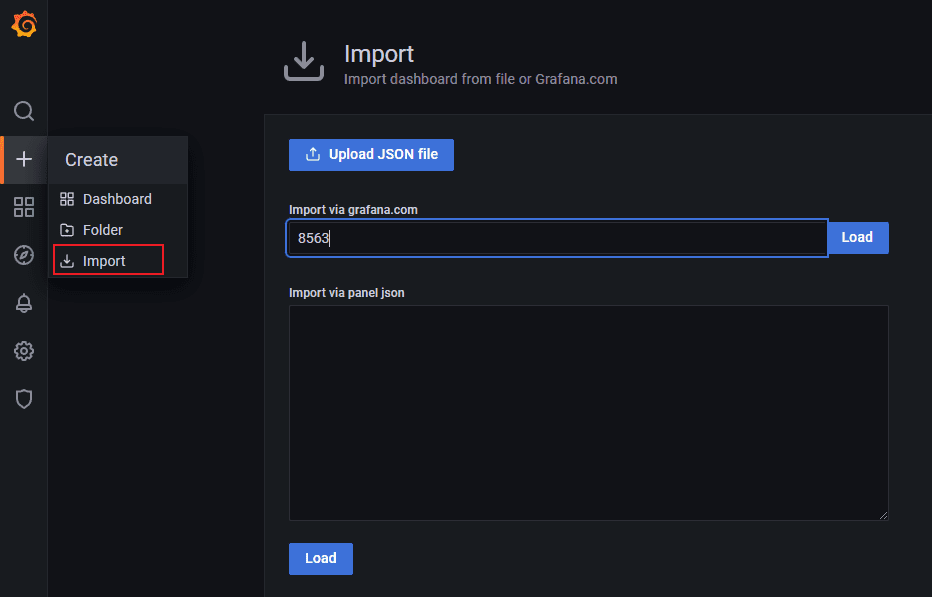 Import
Import dashboard from file or Grafana.com
Create
Dashboard
Folder
Import
Upload JSON file
Import via grafana.com
8563
Load
Import via panel json
Load